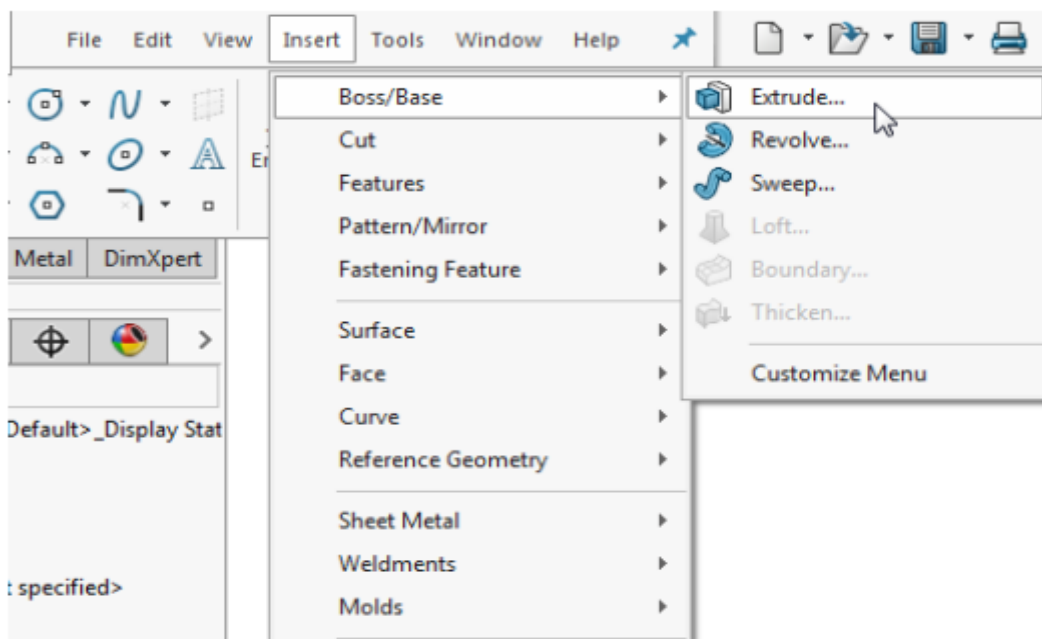 File Edit View Insert Tools Window Help
Boss/Base
Extrude...
Cut
Revolve...
Features
Sweep...
Pattern/Mirror
Loft...
Fastening Feature
Boundary...
Thicken...
Surface
Face
Customize Menu
Curve
Reference Geometry
Sheet Metal
Weldments
Molds
Metal DimXpert
Default>_Display Stat
specified>